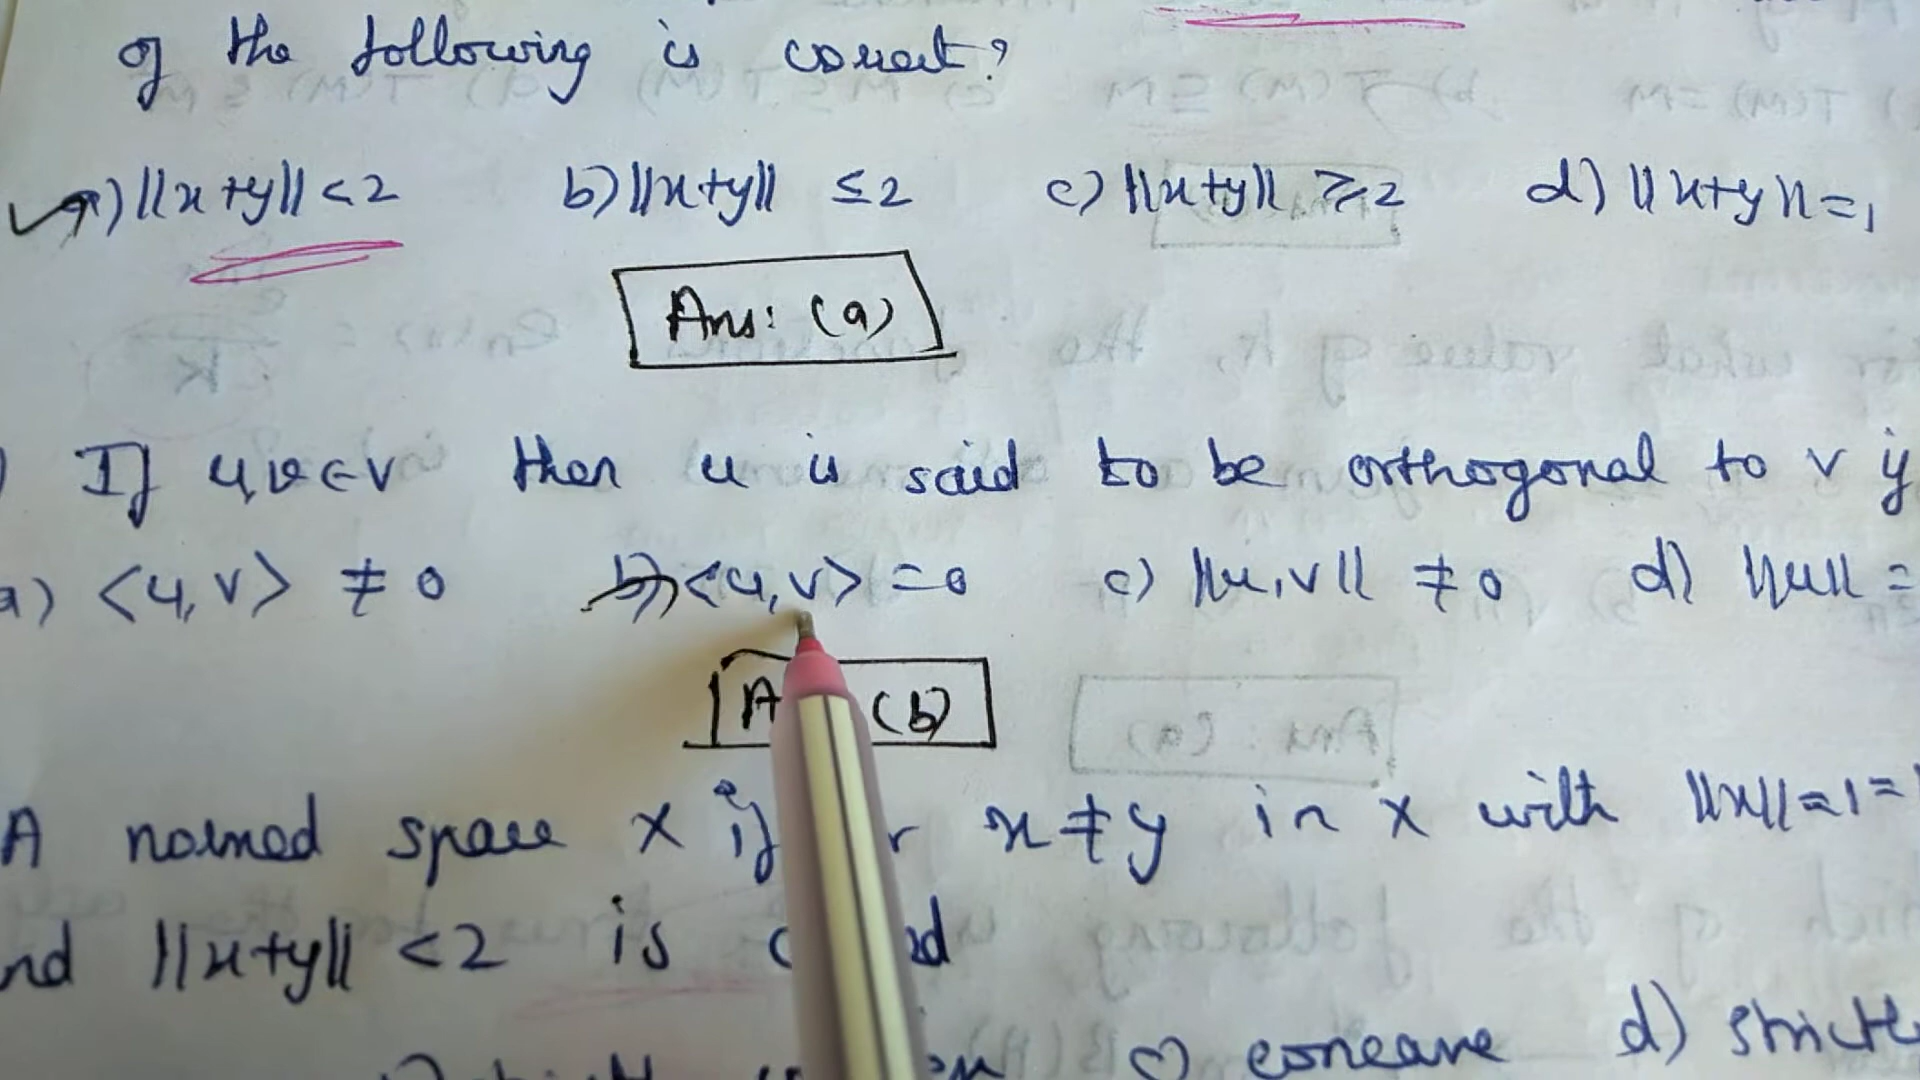 of the following is correct?
a) ||x+y|| < 2 b) ||x+y|| ≤ 2 c) ||x+y|| ≥ 2 d) ||x+y|| = 1
Ans: (a)
) If u,v ∈ V then u is said to be orthogonal to v if
a) <u,v> ≠ 0 b) <u,v> = 0 c) ||u,v|| ≠ 0 d) ||u|| =
(b)
A normed space X if x ≠ y in X with ||x|| = 1 =
nd ||x+y|| < 2 is
c) concave d)